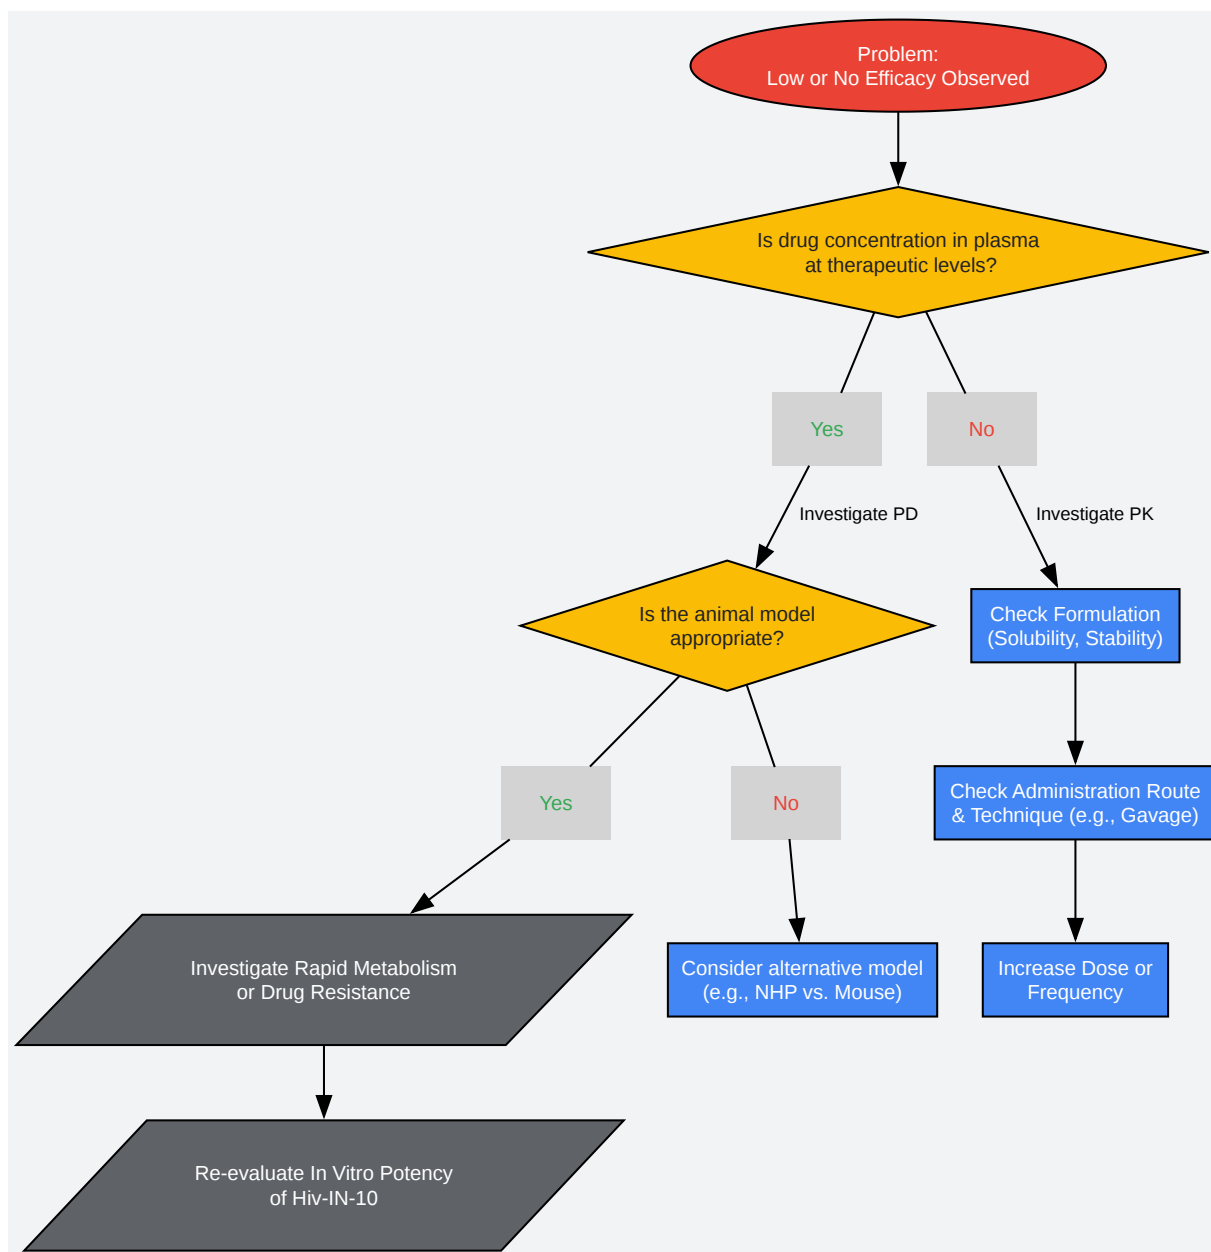 Problem:
Low or No Efficacy Observed
Is drug concentration in plasma
at therapeutic levels?
Yes
No
Investigate PD
Investigate PK
Is the animal model
appropriate?
Check Formulation
(Solubility, Stability)
Yes
No
Check Administration Route
& Technique (e.g., Gavage)
Investigate Rapid Metabolism
or Drug Resistance
Consider alternative model
(e.g., NHP vs. Mouse)
Increase Dose or
Frequency
Re-evaluate In Vitro Potency
of Hiv-IN-10